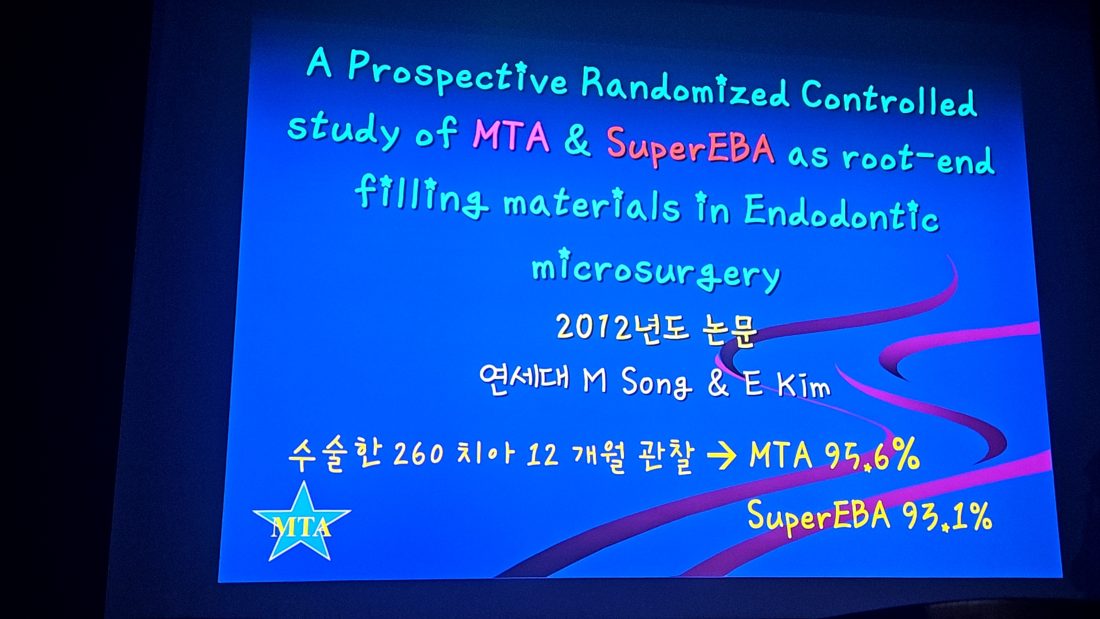 A Prospective Randomized Controlled
study of MTA & SuperEBA as root-end
filling materials in Endodontic
microsurgery
2012년도 논문
연세대 M Song & E Kim
수술한 260 치아 12 개월 관찰 → MTA 95.6%
SuperEBA 93.1%
MTA